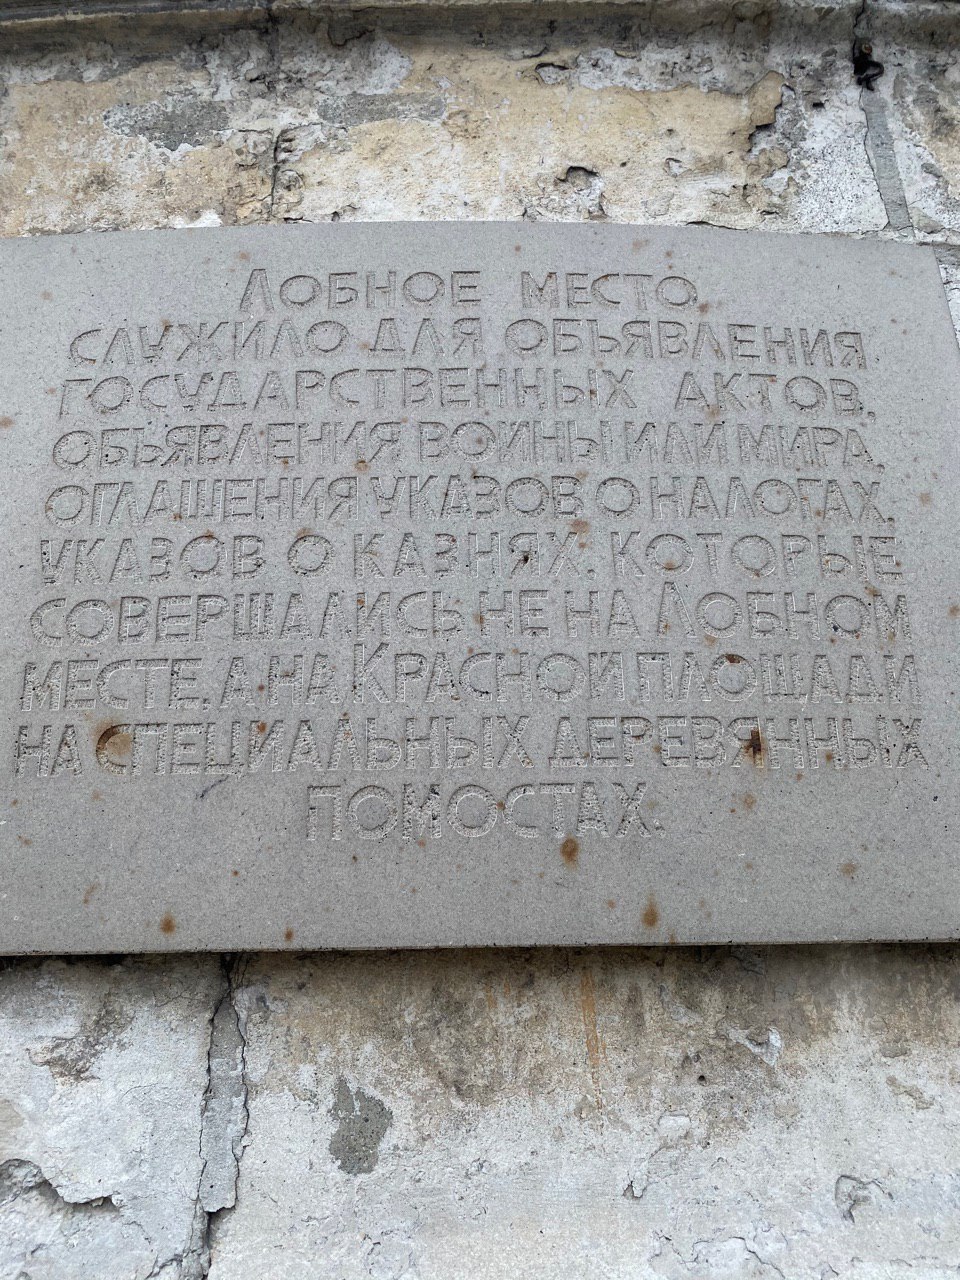 ЛОБНОЕ МЕСТО
СЛУЖИЛО ДЛЯ ОБЪЯВЛЕНИЯ
ГОСУДАРСТВЕННЫХ АКТОВ,
ОБЪЯВЛЕНИЯ ВОЙНЫ ИЛИ МИРА,
ОГЛАШЕНИЯ УКАЗОВ О НАЛОГАХ,
УКАЗОВ О КАЗНЯХ, КОТОРЫЕ
СОВЕРШАЛИСЬ НЕ НА ЛОБНОМ
МЕСТЕ, А НА КРАСНОЙ ПЛОЩАДИ
НА СПЕЦИАЛЬНЫХ ДЕРЕВЯННЫХ
ПОМОСТАХ.